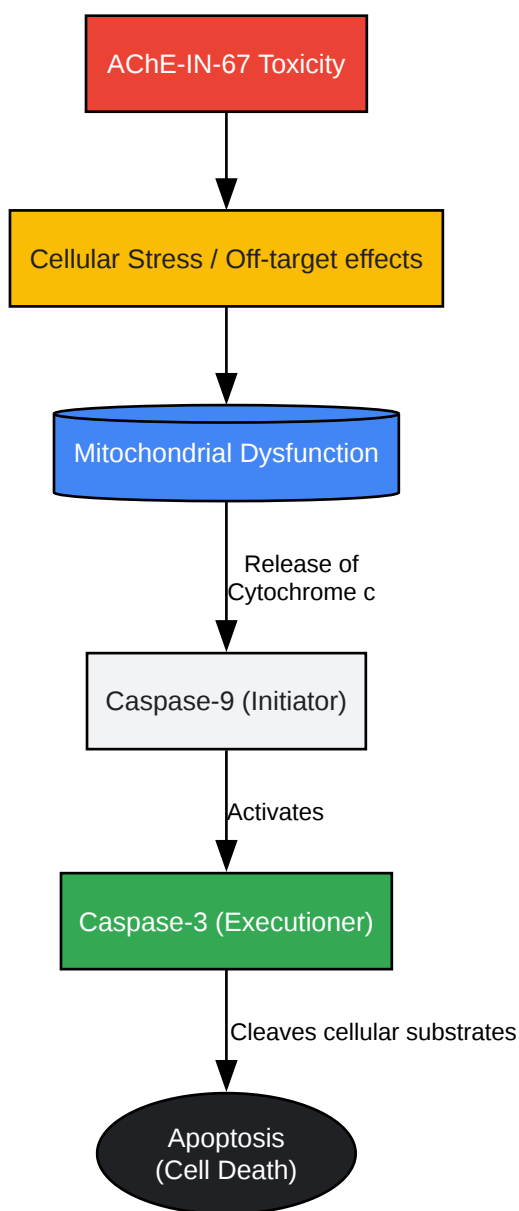 AChE-IN-67 Toxicity
Cellular Stress / Off-target effects
Mitochondrial Dysfunction
Release of
Cytochrome c
Caspase-9 (Initiator)
Activates
Caspase-3 (Executioner)
Cleaves cellular substrates
Apoptosis
(Cell Death)